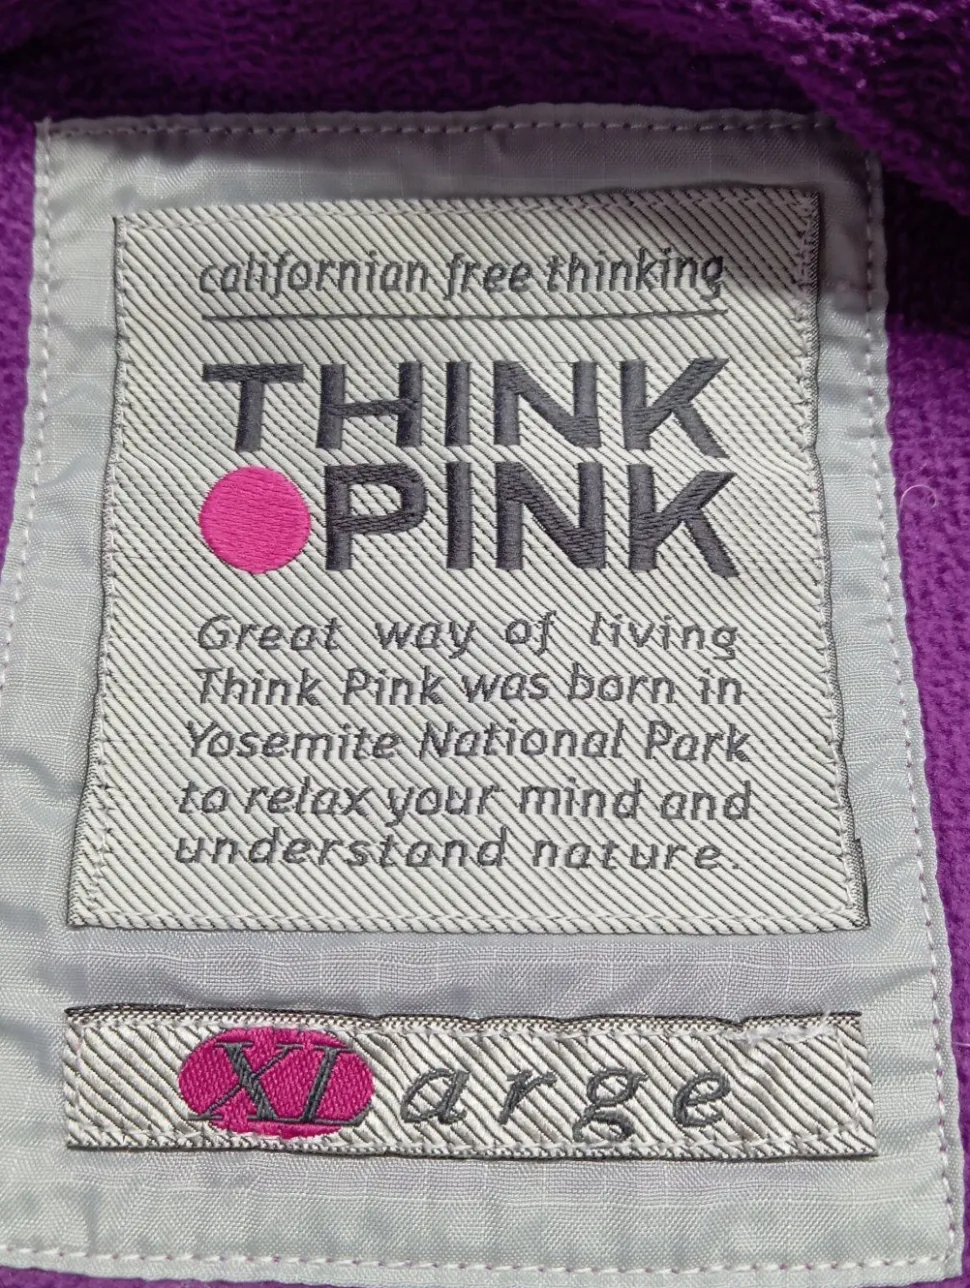 californian free thinking
THINK
PINK
Great way of living
Think Pink was born in
Yosemite National Park
to relax your mind and
understand nature.
XLarge